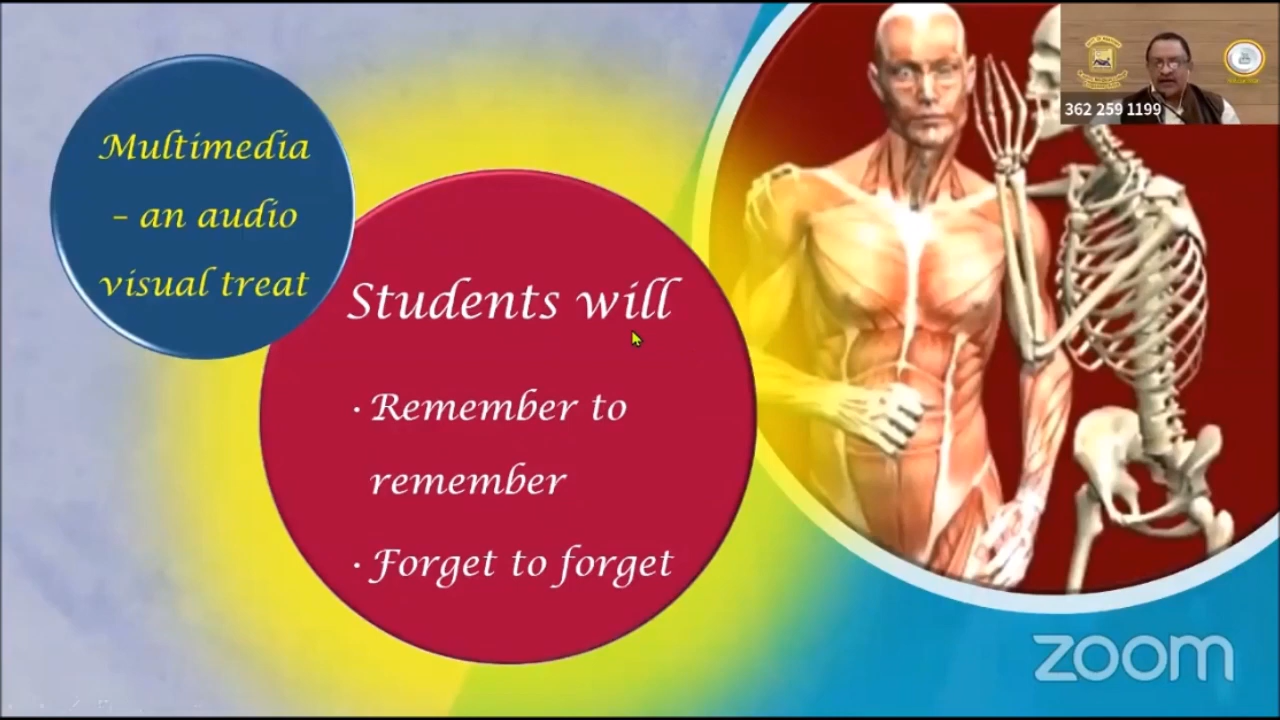 Multimedia
– an audio
visual treat
Students will
• Remember to
remember
• Forget to forget
362 259 1199
zoom